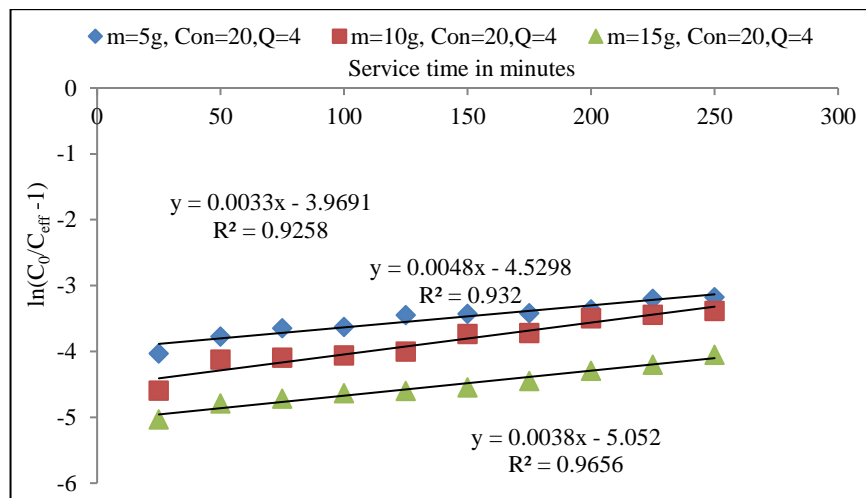 m=5g, Con=20,Q=4 m=10g, Con=20,Q=4 m=15g, Con=20,Q=4
Service time in minutes
0
0 50 100 150 200 250 300
-1
y = 0.0033x - 3.9691
R² = 0.9258
-2
y = 0.0048x - 4.5298
R² = 0.932
-3
-4
-5
y = 0.0038x - 5.052
R² = 0.9656
-6
ln(C₀/C_eff -1)